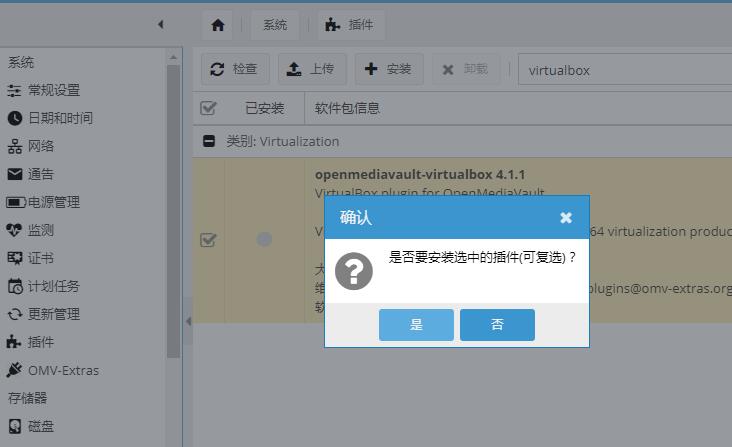 系统
插件
系统
检查
上传
安装
卸载
virtualbox
常规设置
日期和时间
网络
通告
电源管理
监测
证书
计划任务
更新管理
插件
OMV-Extras
存储器
磁盘
已安装
软件包信息
类别: Virtualization
openmediavault-virtualbox 4.1.1
VirtualBox plugin for OpenMediaVault
V
64 virtualization produc
大
维
plugins@omv-extras.org
软
确认
是否要安装选中的插件(可复选)？
是
否